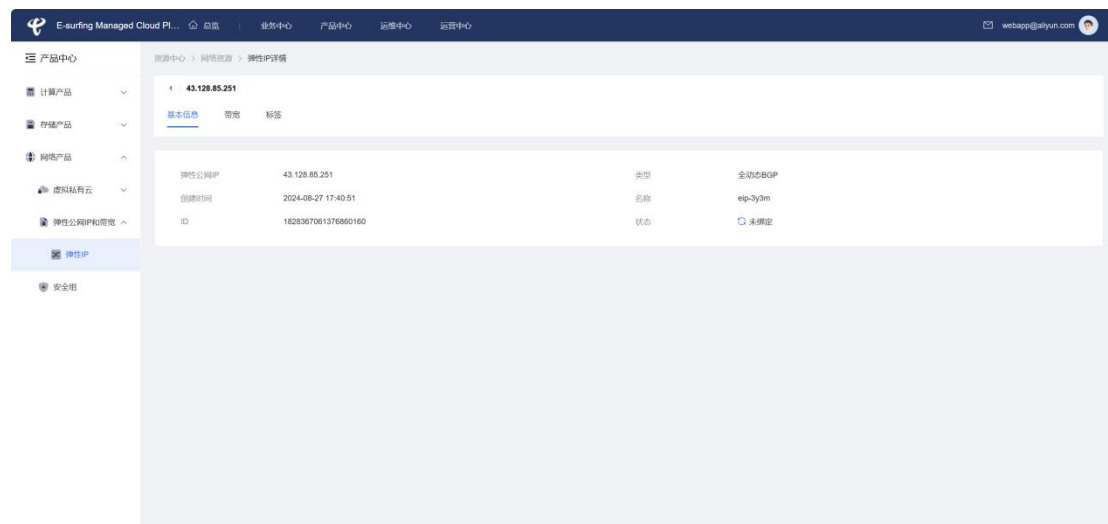 E-surfing Managed Cloud Pl... 总览 业务中心 产品中心 运维中心 运营中心 webapp@aliyun.com
产品中心
资源中心 > 网络资源 > 弹性IP详情
计算产品
< 43.128.85.251
基本信息 带宽 标签
存储产品
网络产品
弹性公网IP 43.128.85.251 类型 全动态BGP
虚拟私有云
创建时间 2024-08-27 17:40:51 名称 eip-3y3m
弹性公网IP和带宽
ID 1828367061376860160 状态 未绑定
弹性IP
安全组